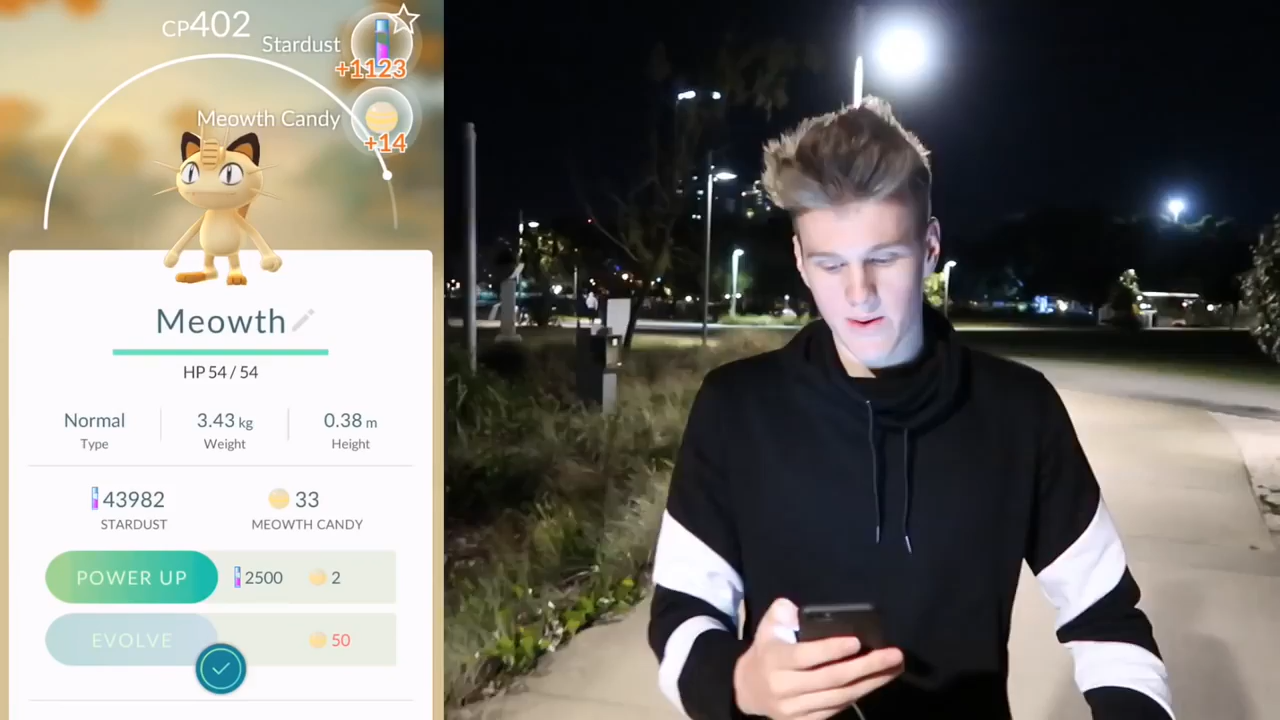 CP402
Stardust
+1123
Meowth Candy
+14
Meowth
HP 54 / 54
Normal
Type
3.43 kg
Weight
0.38 m
Height
43982
STARDUST
33
MEOWTH CANDY
POWER UP
2500
2
EVOLVE
50